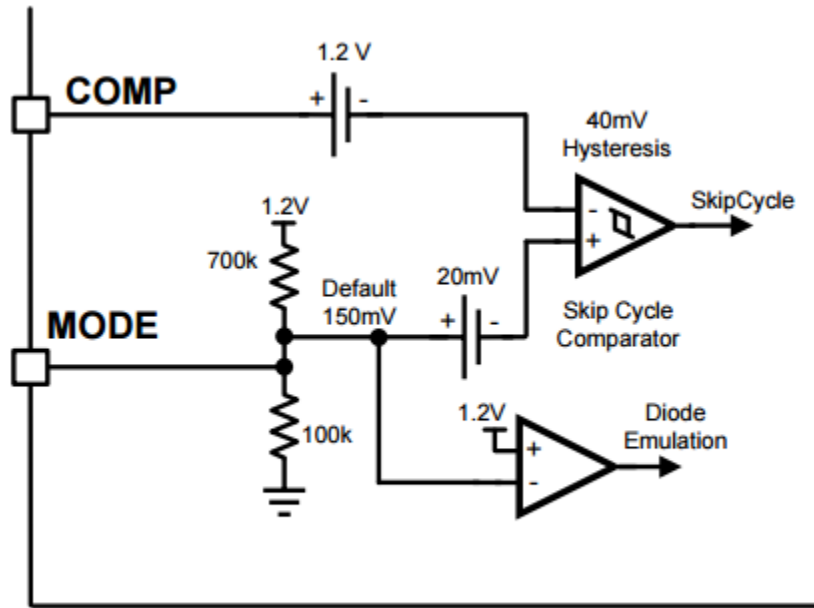 1.2 V
COMP
+ -
40mV
Hysteresis
SkipCycle
-
+
1.2V
700k
Default
150mV
20mV
+ -
Skip Cycle
Comparator
MODE
1.2V
Diode
Emulation
100k
+
-